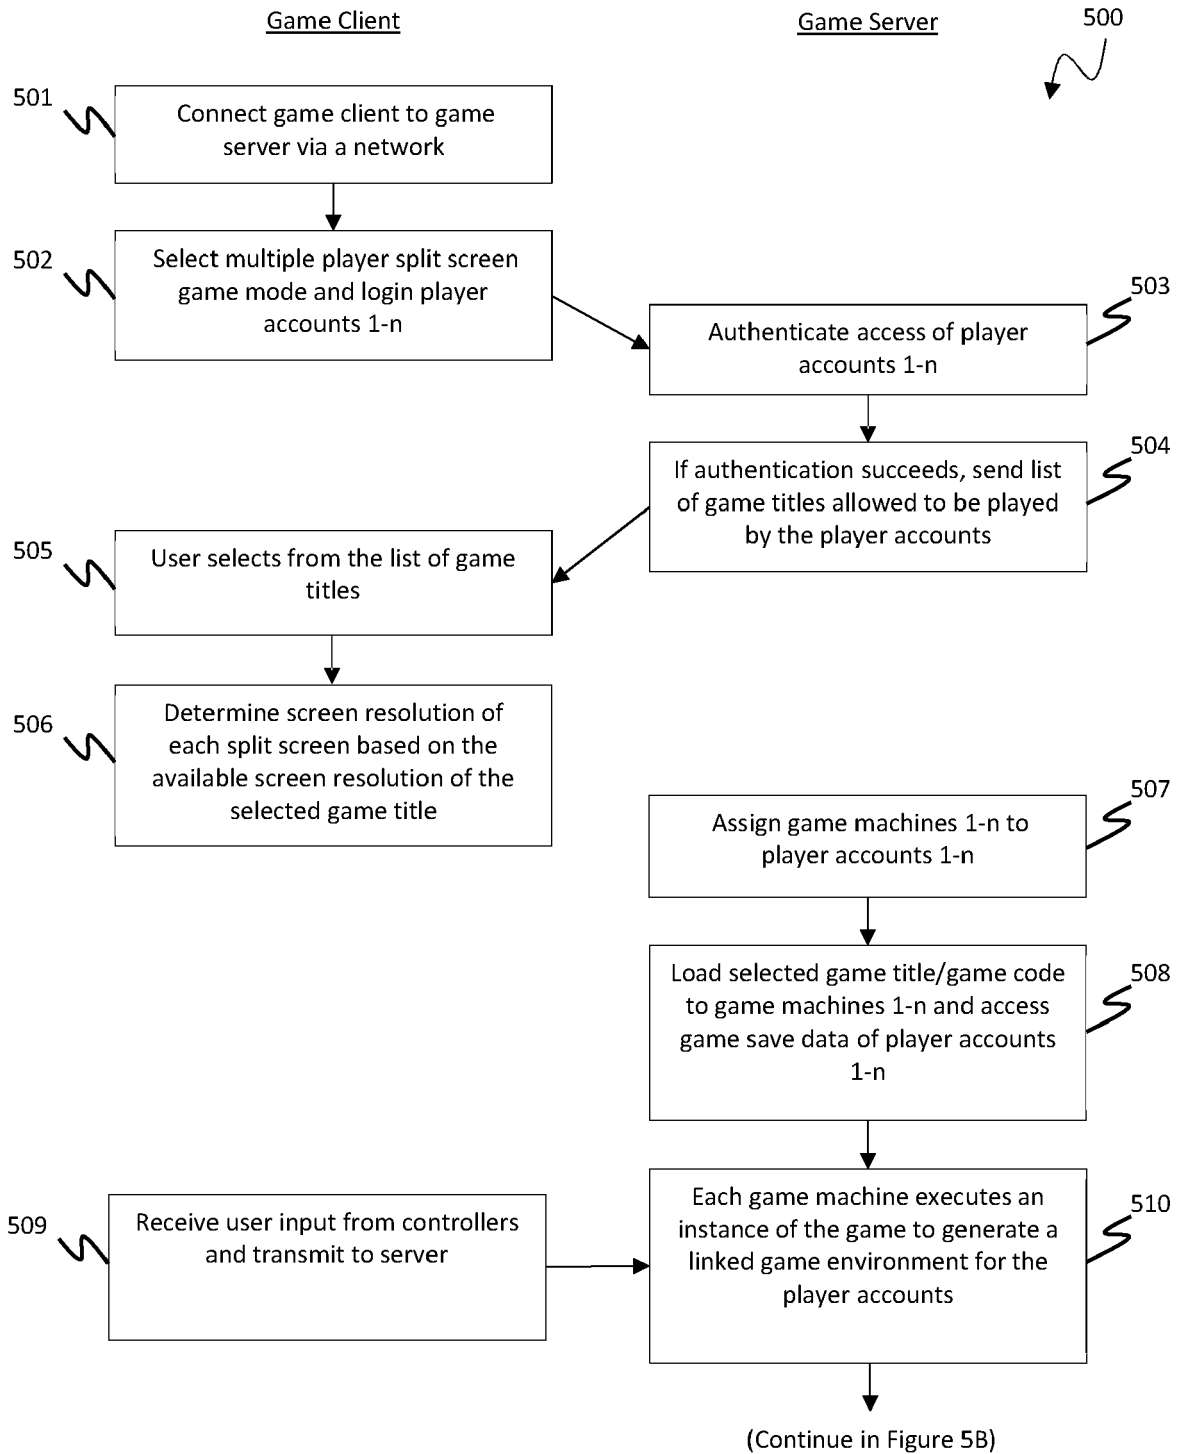 Game Client
Game Server
500
501
Connect game client to game
server via a network
502
Select multiple player split screen
game mode and login player
accounts 1-n
503
Authenticate access of player
accounts 1-n
504
If authentication succeeds, send list
of game titles allowed to be played
by the player accounts
505
User selects from the list of game
titles
506
Determine screen resolution of
each split screen based on the
available screen resolution of the
selected game title
507
Assign game machines 1-n to
player accounts 1-n
508
Load selected game title/game code
to game machines 1-n and access
game save data of player accounts
1-n
509
Receive user input from controllers
and transmit to server
510
Each game machine executes an
instance of the game to generate a
linked game environment for the
player accounts
(Continue in Figure 5B)